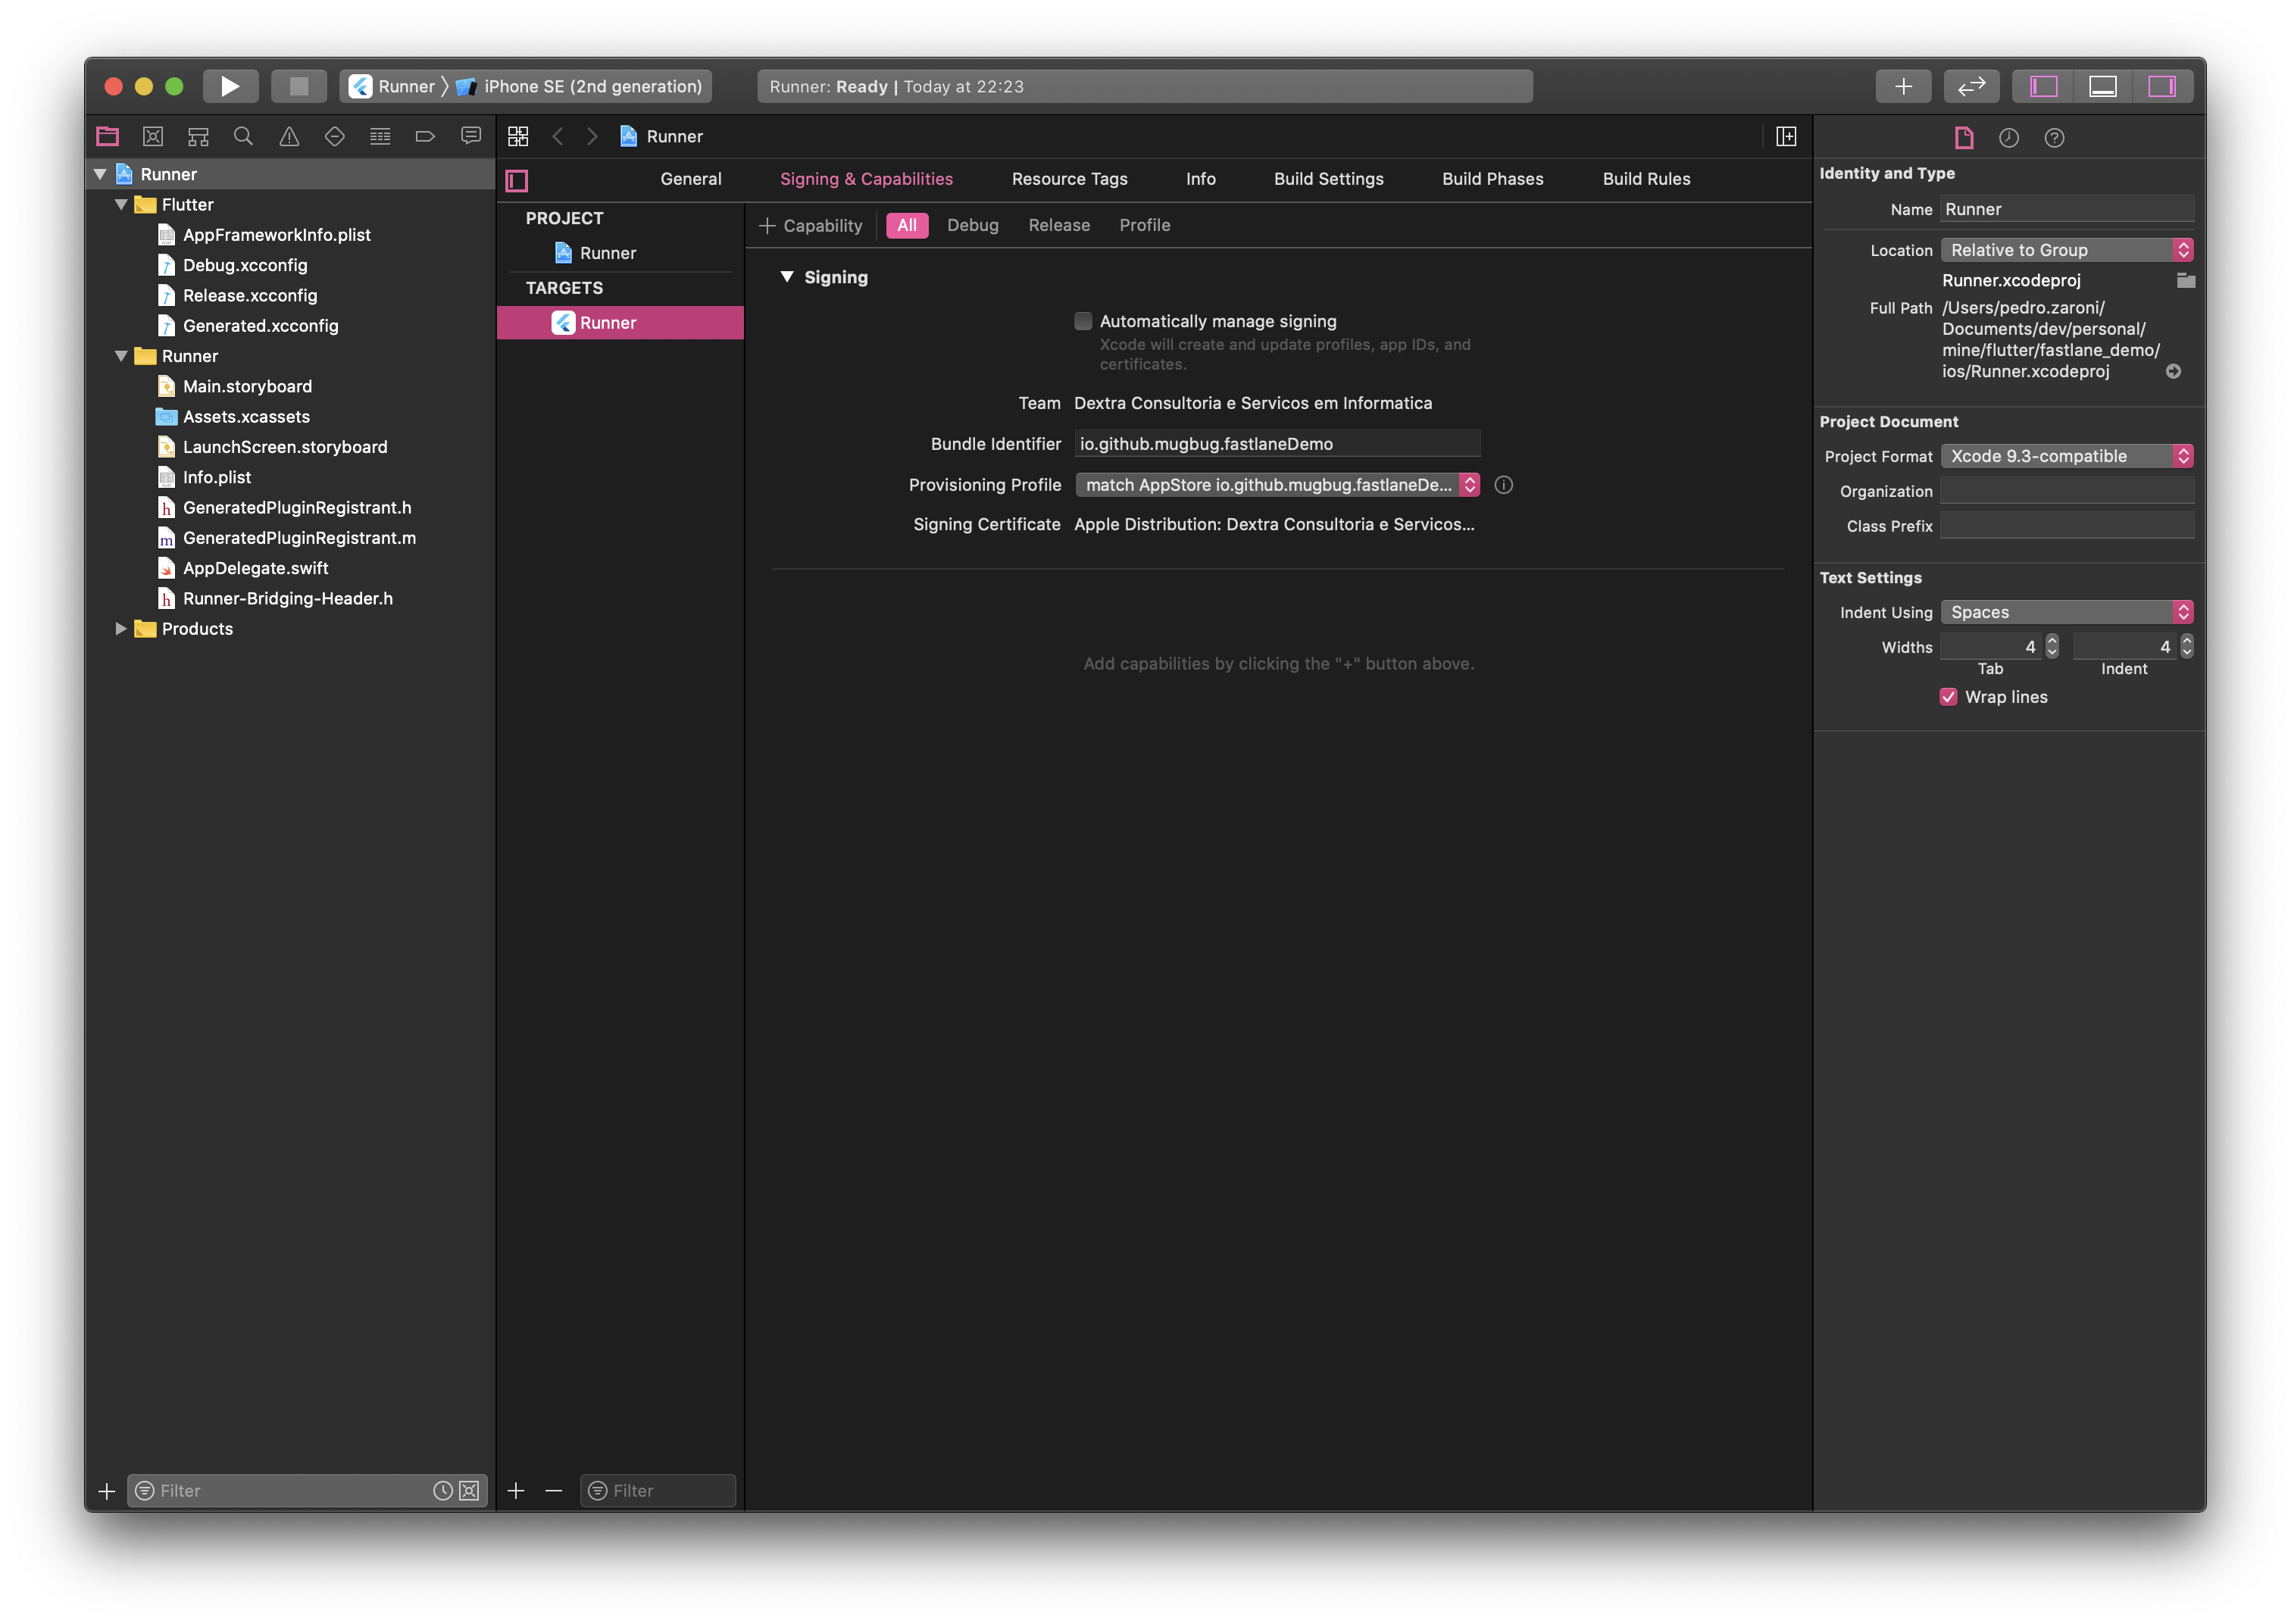 Runner
iPhone SE (2nd generation)
Runner: Ready | Today at 22:23
Runner
Flutter
AppFrameworkInfo.plist
Debug.xcconfig
Release.xcconfig
Generated.xcconfig
Runner
Main.storyboard
Assets.xcassets
LaunchScreen.storyboard
Info.plist
GeneratedPluginRegistrant.h
GeneratedPluginRegistrant.m
AppDelegate.swift
Runner-Bridging-Header.h
Products
Filter
Runner
General Signing & Capabilities Resource Tags Info Build Settings Build Phases Build Rules
PROJECT
Runner
TARGETS
Runner
Filter
+ Capability All Debug Release Profile
Signing
Automatically manage signing
Xcode will create and update profiles, app IDs, and
certificates.
Team Dextra Consultoria e Servicos em Informatica
Bundle Identifier io.github.mugbug.fastlaneDemo
Provisioning Profile match AppStore io.github.mugbug.fastlaneDe...
Signing Certificate Apple Distribution: Dextra Consultoria e Servicos...
Add capabilities by clicking the "+" button above.
Identity and Type
Name Runner
Location Relative to Group
Runner.xcodeproj
Full Path /Users/pedro.zaroni/
Documents/dev/personal/
mine/flutter/fastlane_demo/
ios/Runner.xcodeproj
Project Document
Project Format Xcode 9.3-compatible
Organization
Class Prefix
Text Settings
Indent Using Spaces
Widths 4 4
Tab Indent
Wrap lines